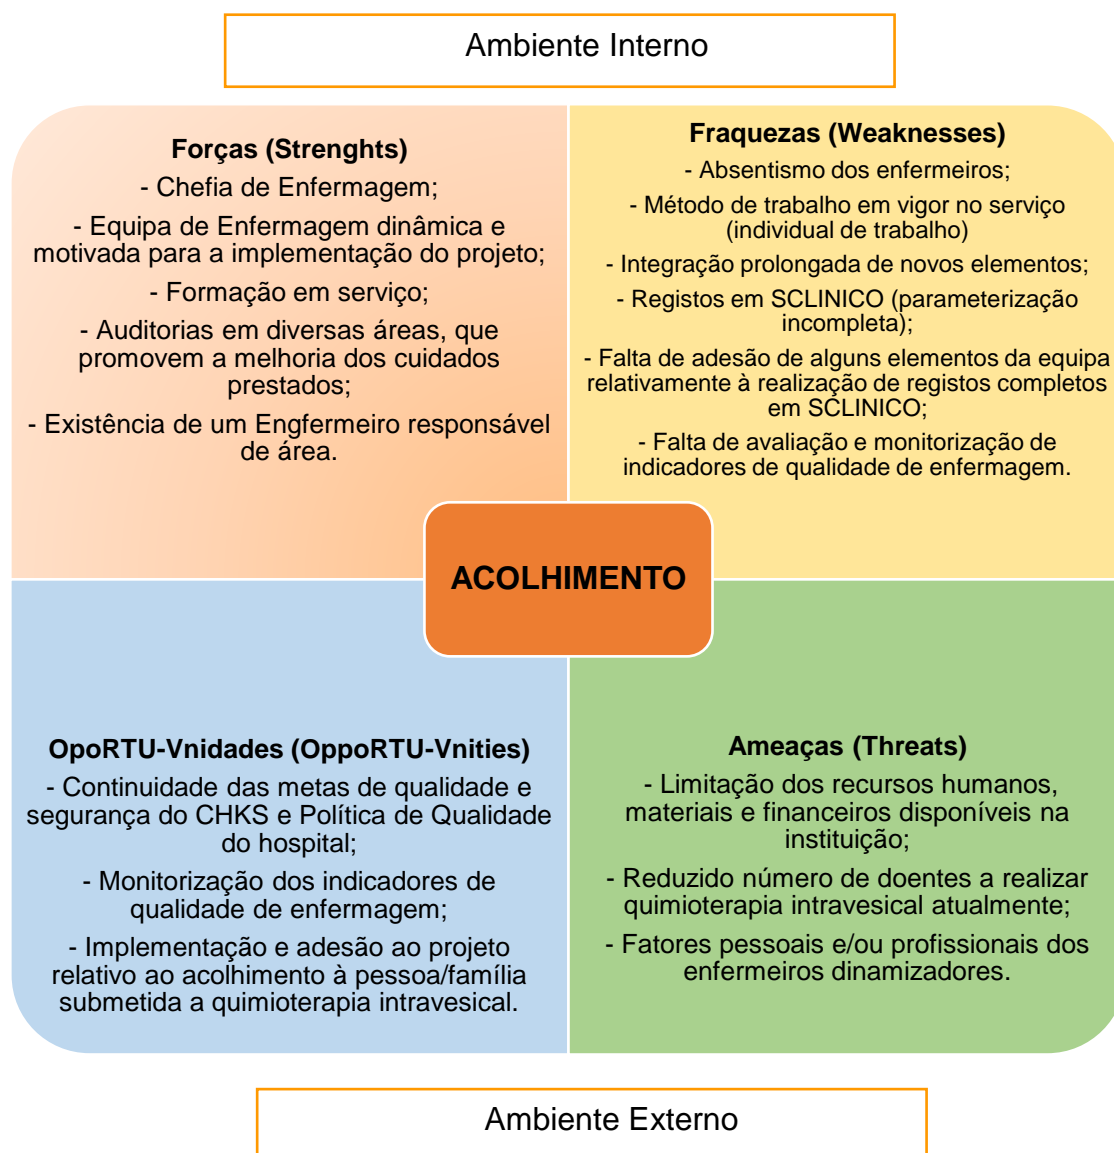 Ambiente Interno
Forças (Strenghts)
- Chefia de Enfermagem;
- Equipa de Enfermagem dinâmica e
motivada para a implementação do projeto;
- Formação em serviço;
- Auditorias em diversas áreas, que
promovem a melhoria dos cuidados
prestados;
- Existência de um Engfermeiro responsável
de área.
Fraquezas (Weaknesses)
- Absentismo dos enfermeiros;
- Método de trabalho em vigor no serviço
(individual de trabalho)
- Integração prolongada de novos elementos;
- Registos em SCLINICO (parameterização
incompleta);
- Falta de adesão de alguns elementos da equipa
relativamente à realização de registos completos
em SCLINICO;
- Falta de avaliação e monitorização de
indicadores de qualidade de enfermagem.
ACOLHIMENTO
OpoRTU-Vnidades (OppoRTU-Vnities)
- Continuidade das metas de qualidade e
segurança do CHKS e Política de Qualidade
do hospital;
- Monitorização dos indicadores de
qualidade de enfermagem;
- Implementação e adesão ao projeto
relativo ao acolhimento à pessoa/família
submetida a quimioterapia intravesical.
Ameaças (Threats)
- Limitação dos recursos humanos,
materiais e financeiros disponíveis na
instituição;
- Reduzido número de doentes a realizar
quimioterapia intravesical atualmente;
- Fatores pessoais e/ou profissionais dos
enfermeiros dinamizadores.
Ambiente Externo